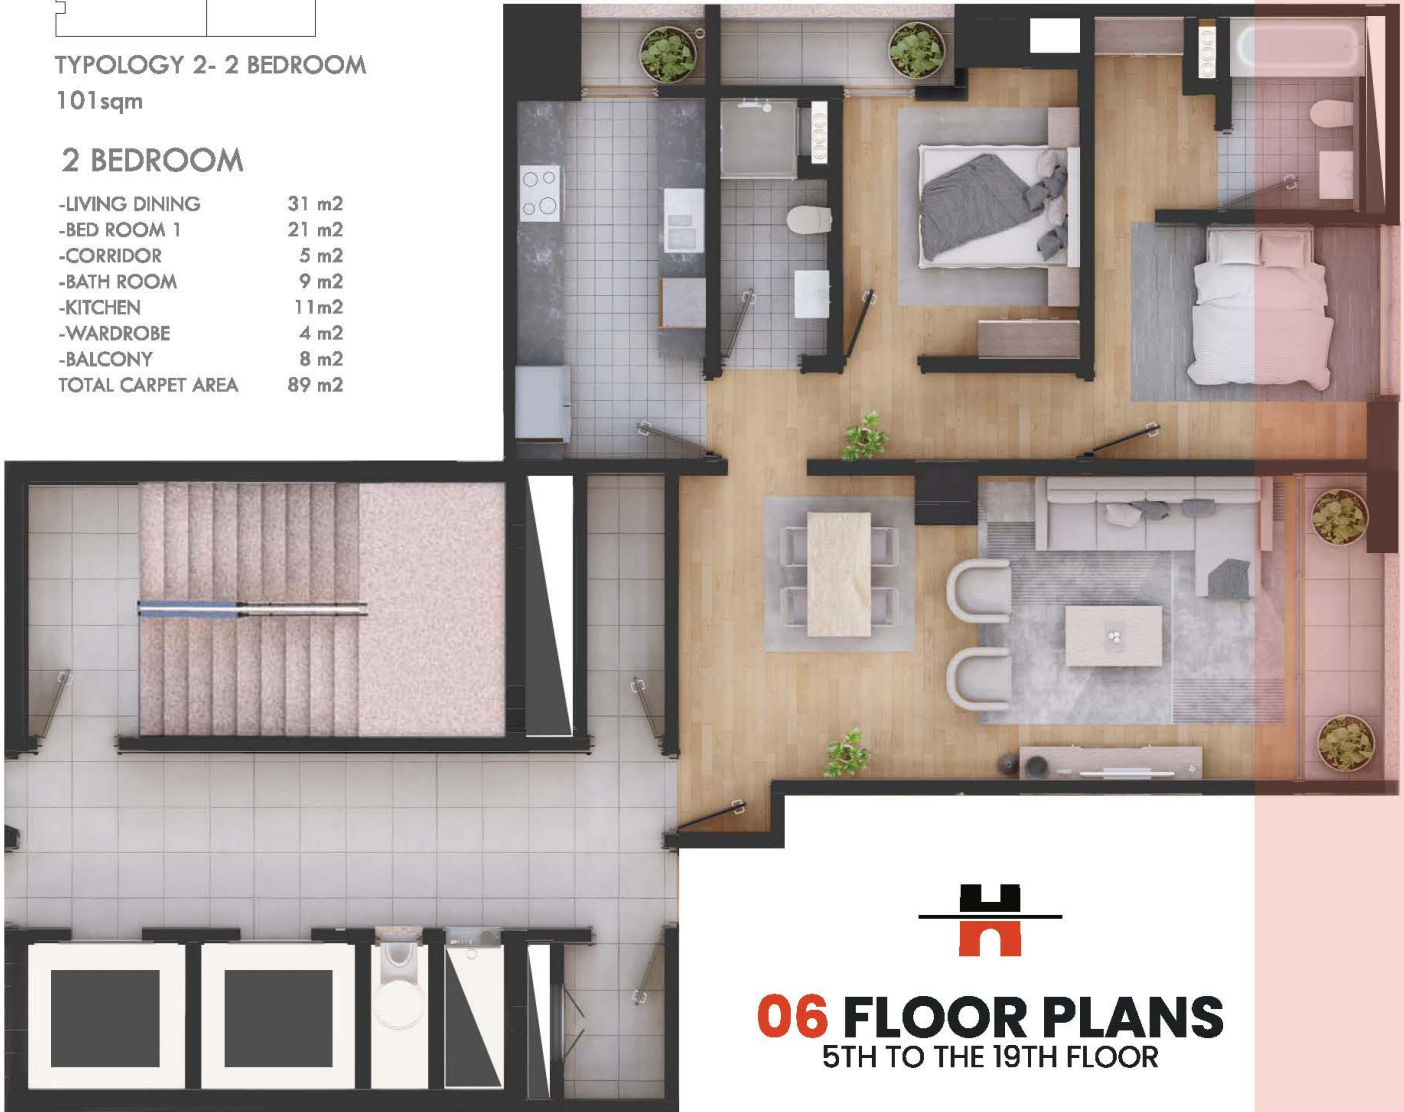 TYPOLOGY 2- 2 BEDROOM
101sqm
2 BEDROOM
-LIVING DINING 31 m2
-BED ROOM 1 21 m2
-CORRIDOR 5 m2
-BATH ROOM 9 m2
-KITCHEN 11m2
-WARDROBE 4 m2
-BALCONY 8 m2
TOTAL CARPET AREA 89 m2
06 FLOOR PLANS
5TH TO THE 19TH FLOOR